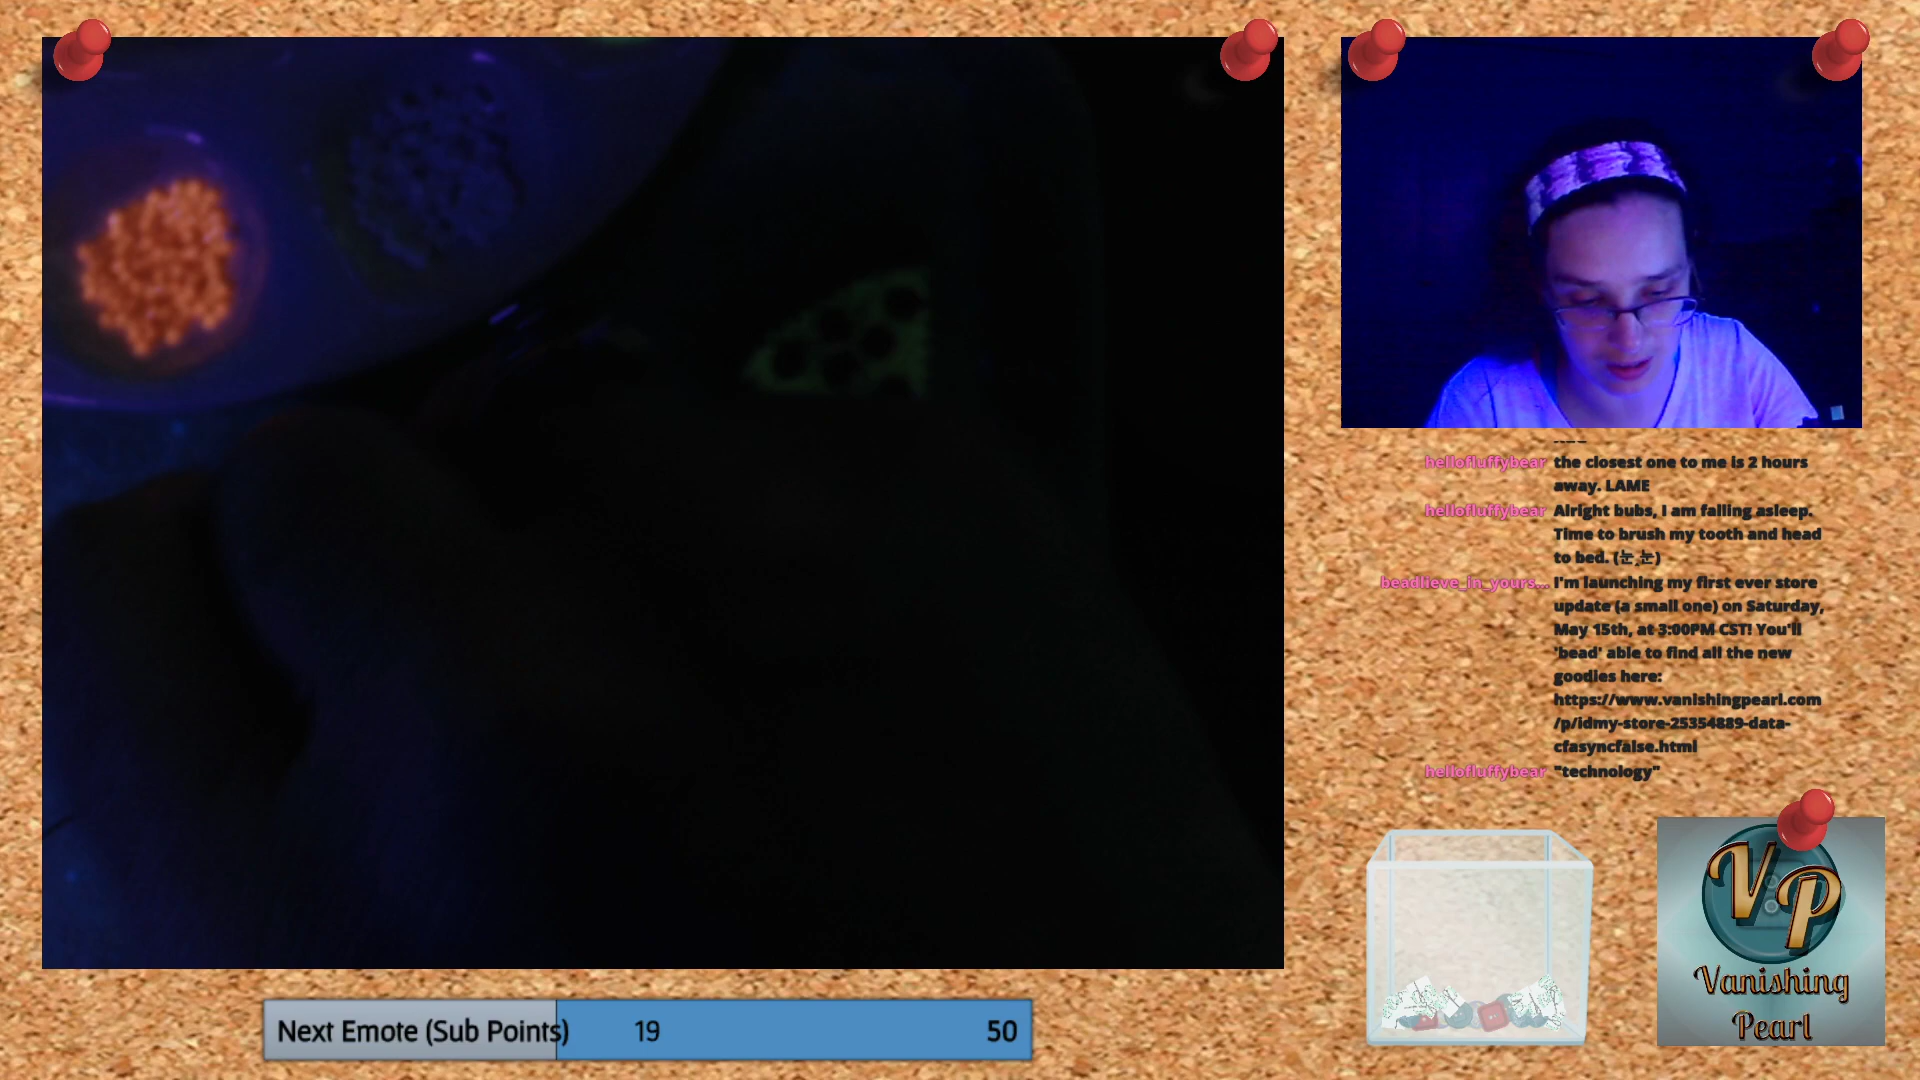 hellofluffybear the closest one to me is 2 hours
away. LAME
hellofluffybear Alright bubs, I am falling asleep.
Time to brush my tooth and head
to bed. (눈_눈)
beadlieve_in_yours... I'm launching my first ever store
update (a small one) on Saturday,
May 15th, at 3:00PM CST! You'll
'bead' able to find all the new
goodies here:
https://www.vanishingpearl.com
/p/idmy-store-25354889-data-
cfasyncfalse.html
hellofluffybear "technology"
VP
Vanishing
Pearl
Next Emote (Sub Points) 19 50